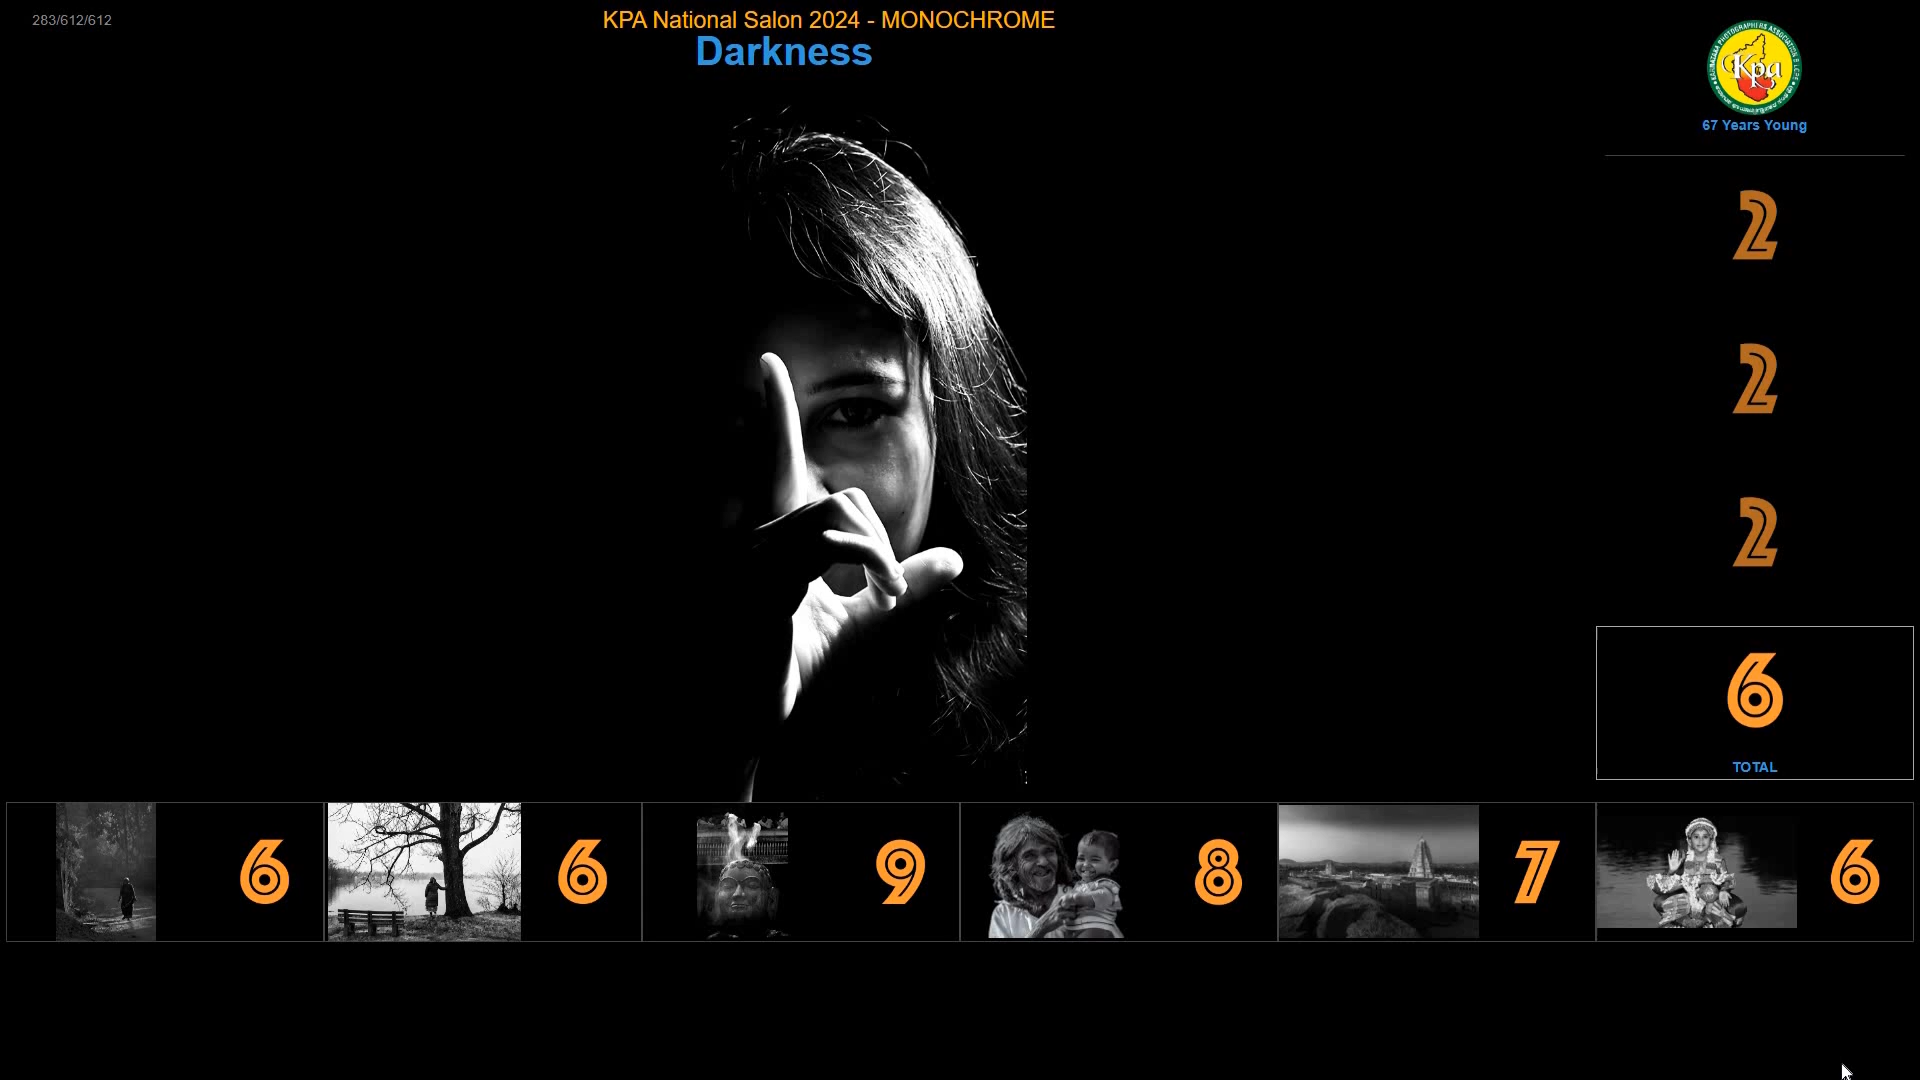 283/612/612
KPA National Salon 2024 - MONOCHROME
Darkness
Kpa
67 Years Young
2
2
2
6
TOTAL
6 6 9 8 7 6